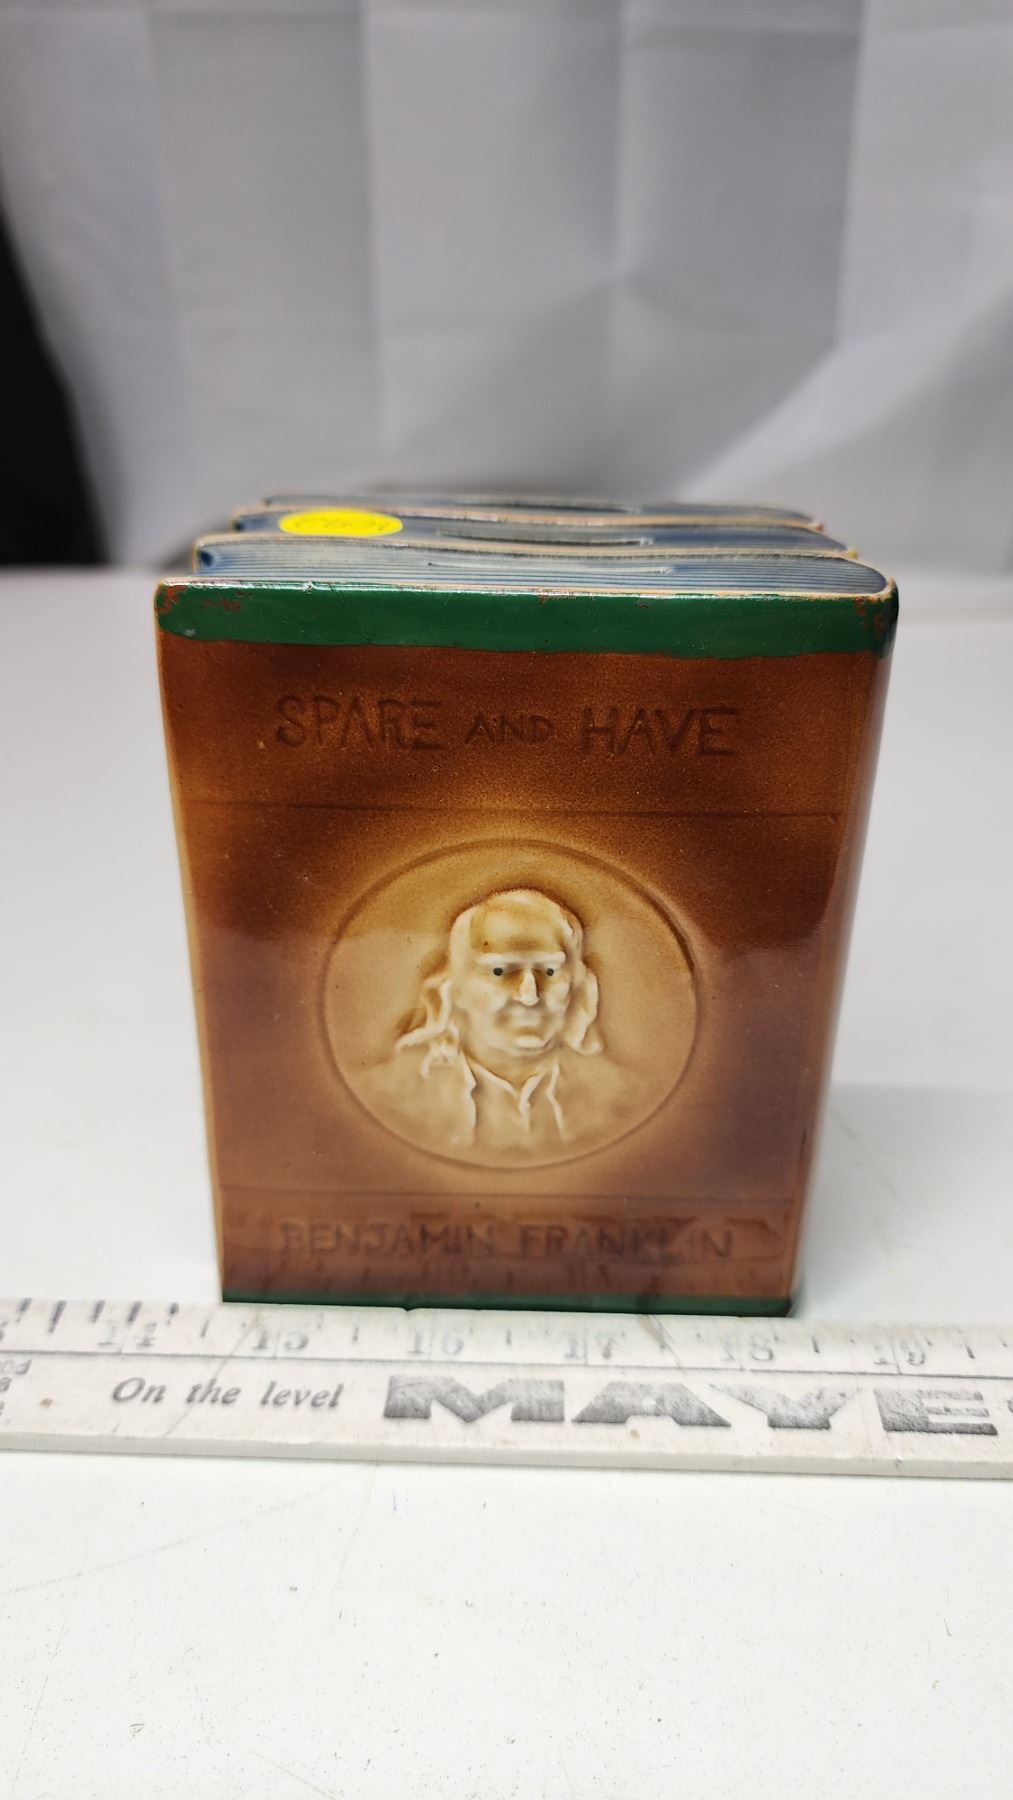 SPARE AND HAVE
BENJAMIN FRANKLIN
14 15 16 17 18 19
On the level MAYE